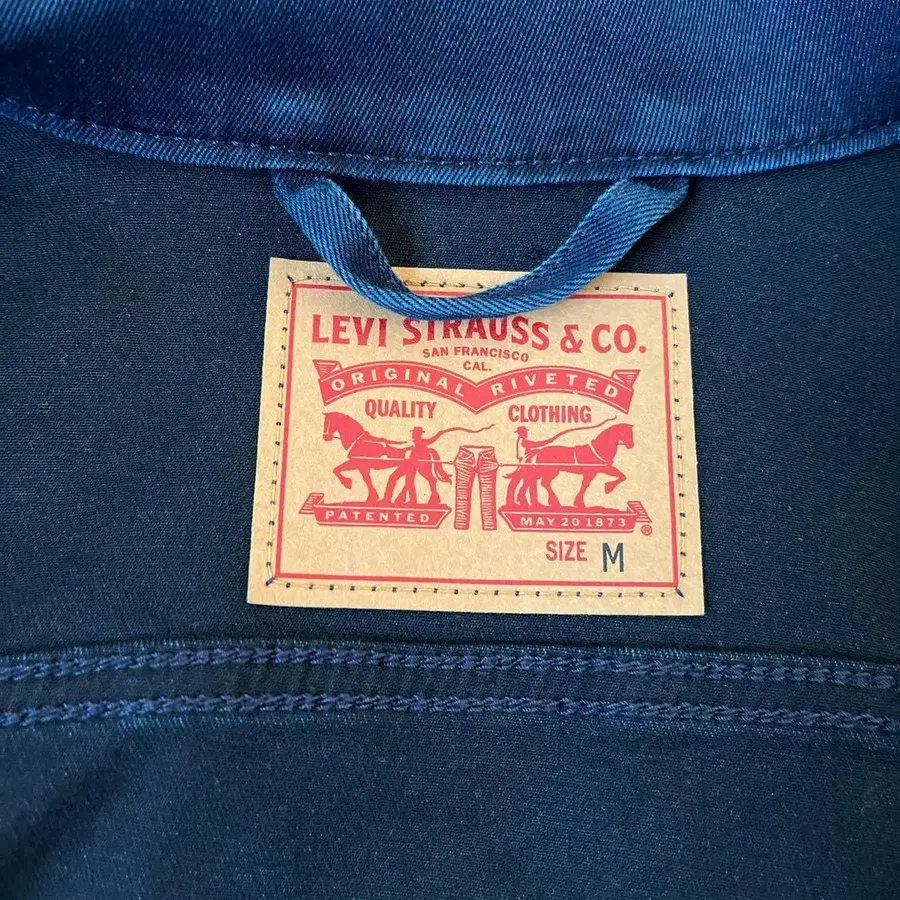 LEVI STRAUSS & CO.
SAN FRANCISCO
CAL.
ORIGINAL RIVETED
QUALITY CLOTHING
PATENTED MAY 20 1873
®
SIZE M